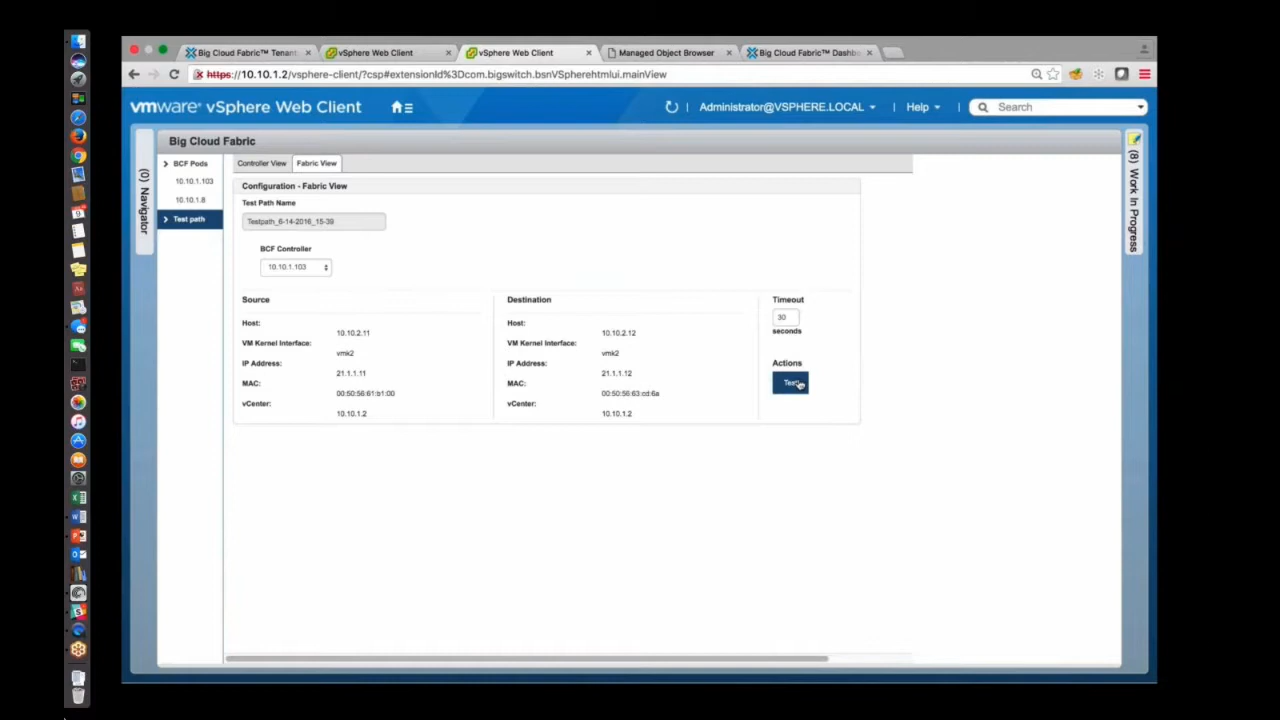 Big Cloud Fabric™ Tenant × vSphere Web Client × vSphere Web Client × Managed Object Browser × Big Cloud Fabric™ Dashb ×
https://10.10.1.2/vsphere-client/?csp#extensionId%3Dcom.bigswitch.bsnVSpherehtmlui.mainView
vmware® vSphere Web Client
Administrator@VSPHERE.LOCAL
Help
Search
(0) Navigator
Big Cloud Fabric
BCF Pods
10.10.1.103
10.10.1.8
Test path
Controller View
Fabric View
Configuration - Fabric View
Test Path Name
Testpath_6-14-2016_15-39
BCF Controller
10.10.1.103
Source
Host:
10.10.2.11
VM Kernel Interface:
vmk2
IP Address:
21.1.1.11
MAC:
00:50:56:61:b1:00
vCenter:
10.10.1.2
Destination
Host:
10.10.2.12
VM Kernel Interface:
vmk2
IP Address:
21.1.1.12
MAC:
00:50:56:63:cd:6a
vCenter:
10.10.1.2
Timeout
30
seconds
Actions
Test
(8) Work In Progress